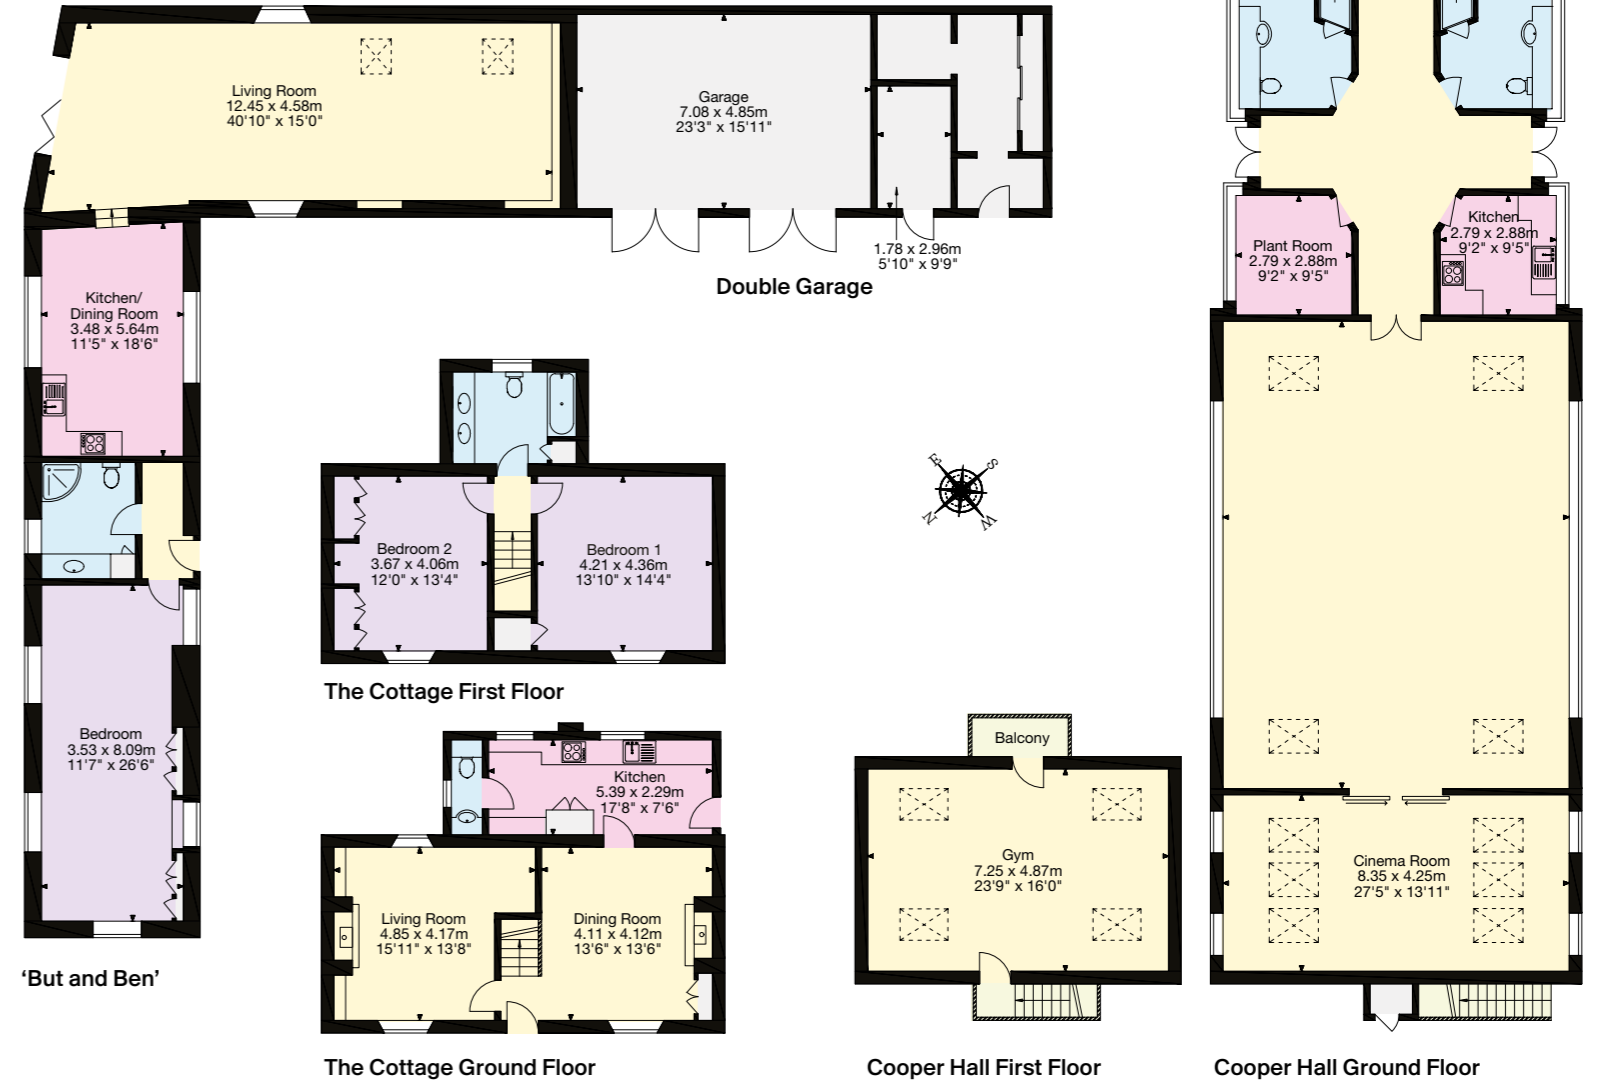 Living Room
12.45 x 4.58m
40'10" x 15'0"
Garage
7.08 x 4.85m
23'3" x 15'11"
1.78 x 2.96m
5'10" x 9'9"
Double Garage
Kitchen/
Dining Room
3.48 x 5.64m
11'5" x 18'6"
Bedroom
3.53 x 8.09m
11'7" x 26'6"
‘But and Ben’
Bedroom 2
3.67 x 4.06m
12'0" x 13'4"
Bedroom 1
4.21 x 4.36m
13'10" x 14'4"
The Cottage First Floor
Kitchen
5.39 x 2.29m
17'8" x 7'6"
Living Room
4.85 x 4.17m
15'11" x 13'8"
Dining Room
4.11 x 4.12m
13'6" x 13'6"
The Cottage Ground Floor
E
S
N
W
Balcony
Gym
7.25 x 4.87m
23'9" x 16'0"
Cooper Hall First Floor
Plant Room
2.79 x 2.88m
9'2" x 9'5"
Kitchen
2.79 x 2.88m
9'2" x 9'5"
Cinema Room
8.35 x 4.25m
27'5" x 13'11"
Cooper Hall Ground Floor